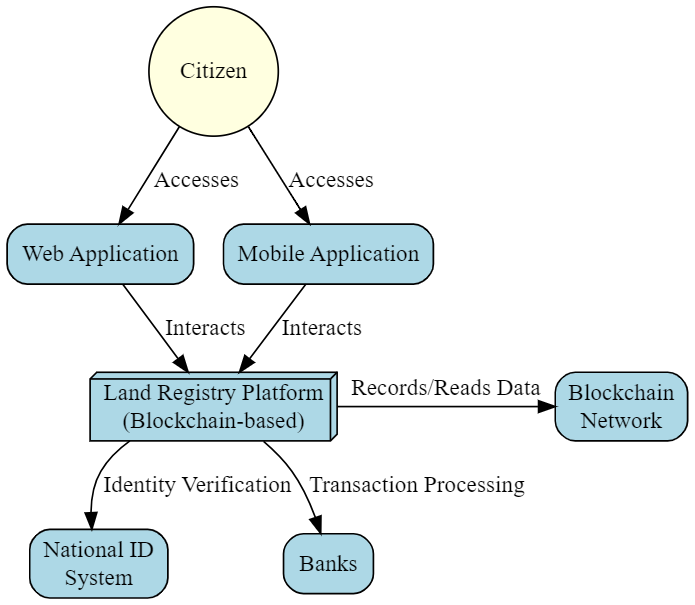 Citizen
Accesses
Accesses
Web Application
Mobile Application
Interacts
Interacts
Land Registry Platform
(Blockchain-based)
Records/Reads Data
Blockchain
Network
Identity Verification
Transaction Processing
National ID
System
Banks